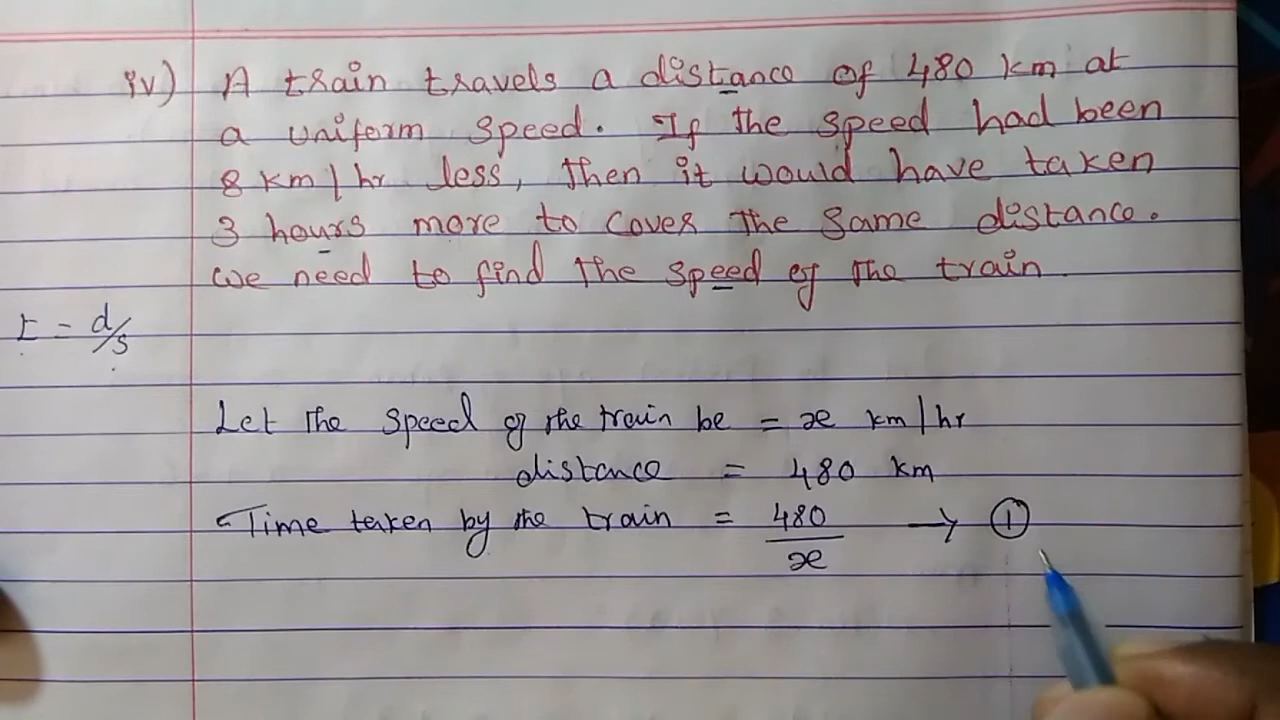 iv) A train travels a distance of 480 km at
a uniform speed. If the speed had been
8 km/hr less, then it would have taken
3 hours more to cover the same distance.
We need to find the speed of the train.
t = d/s
Let the speed of the train be = x km/hr
distance = 480 km
Time taken by the train = 480/x → ①